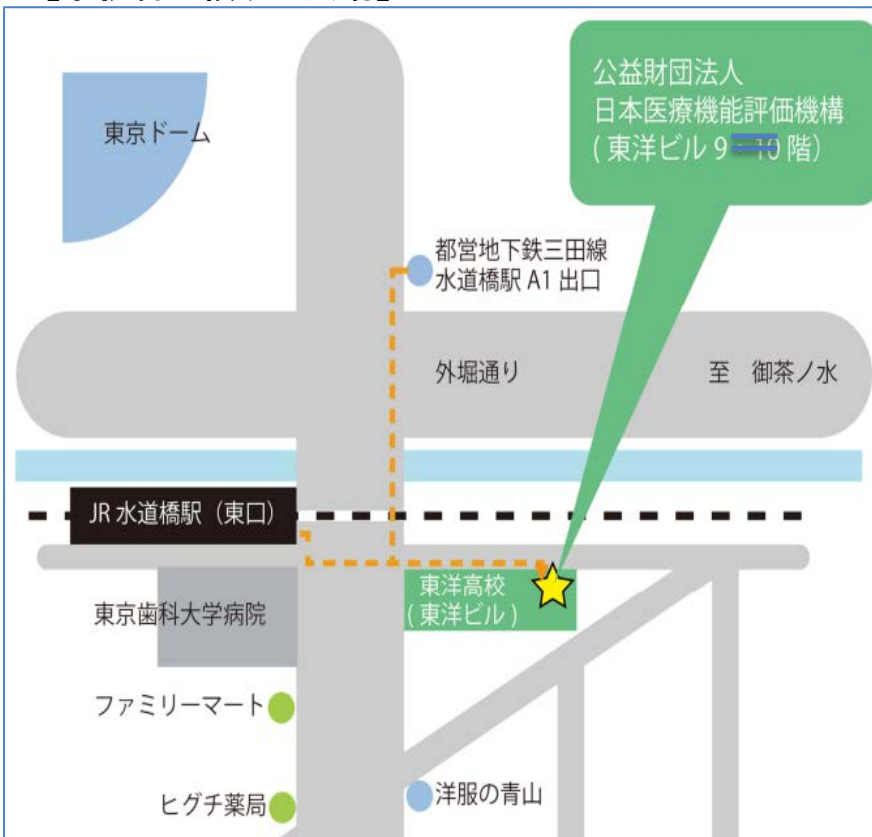 公益財団法人
日本医療機能評価機構
(東洋ビル 9・10 階)
東京ドーム
都営地下鉄三田線
水道橋駅 A1 出口
外堀通り
至 御茶ノ水
JR 水道橋駅（東口）
東洋高校
(東洋ビル)
東京歯科大学病院
ファミリーマート
洋服の青山
ヒグチ薬局